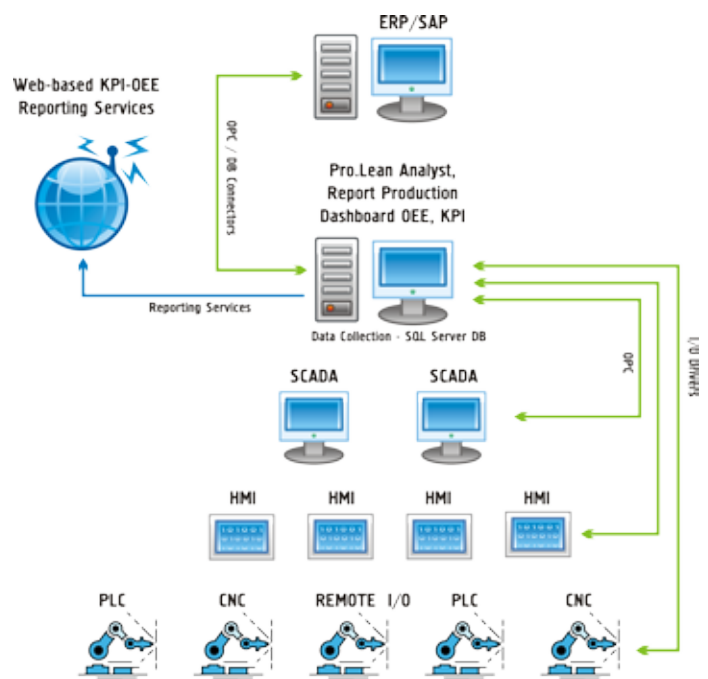 ERP/SAP
Web-based KPI-OEE
Reporting Services
OPC / DB Connectors
Pro.Lean Analyst,
Report Production
Dashboard OEE, KPI
Reporting Services
Data Collection - SQL Server DB
I/O Drivers
OPC
SCADA
SCADA
HMI
HMI
HMI
HMI
PLC
CNC
REMOTE I/O
PLC
CNC